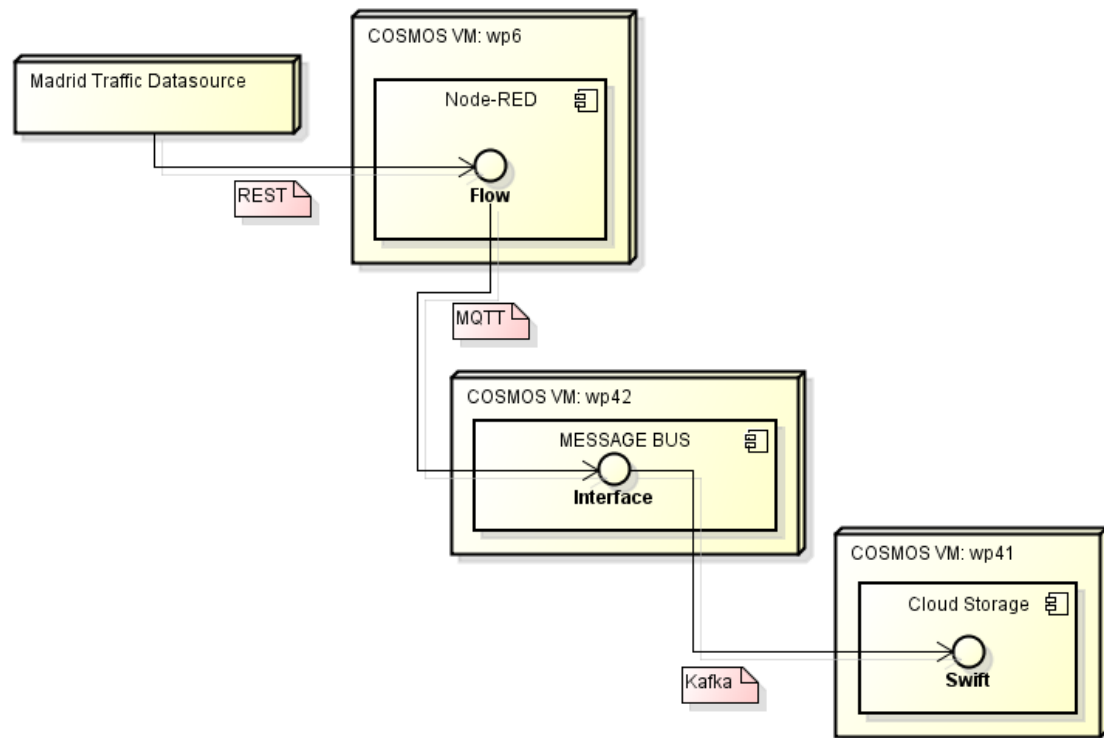 COSMOS VM: wp6
Madrid Traffic Datasource
Node-RED
Flow
REST
MQTT
COSMOS VM: wp42
MESSAGE BUS
Interface
COSMOS VM: wp41
Cloud Storage
Swift
Kafka